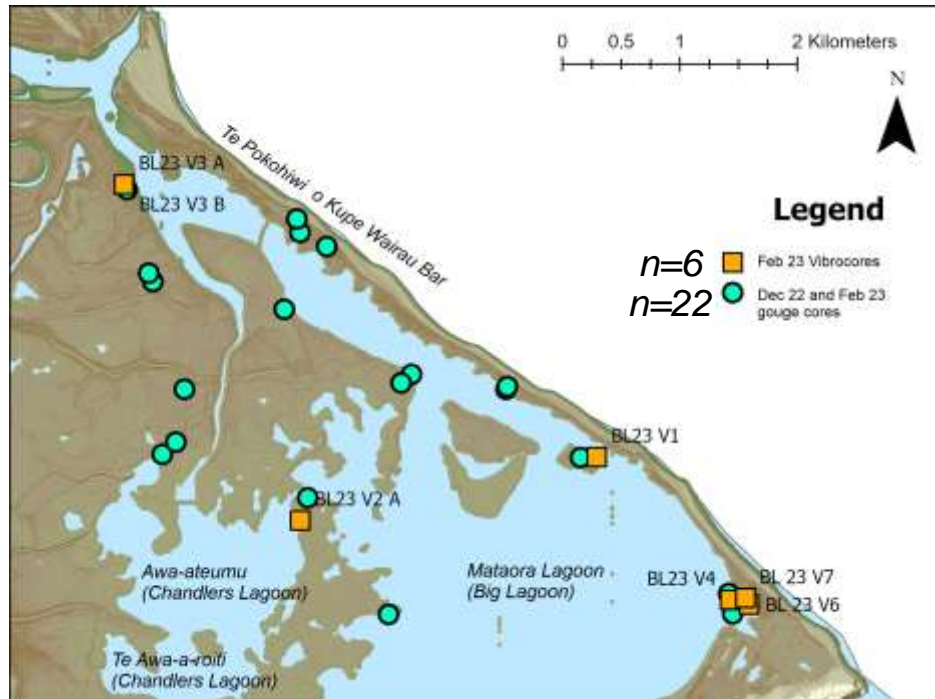 0 0.5 1 2 Kilometers
N
Te Pokohiwi o Kupe Wairau Bar
BL23 V3 A
BL23 V3 B
Legend
n=6
Feb 23 Vibrocores
n=22
Dec 22 and Feb 23
gouge cores
BL23 V1
BL23 V2 A
Awa-ateumu
(Chandlers Lagoon)
Mataora Lagoon
(Big Lagoon)
BL23 V4
BL 23 V7
BL 23 V6
Te Awa-a-roiti
(Chandlers Lagoon)